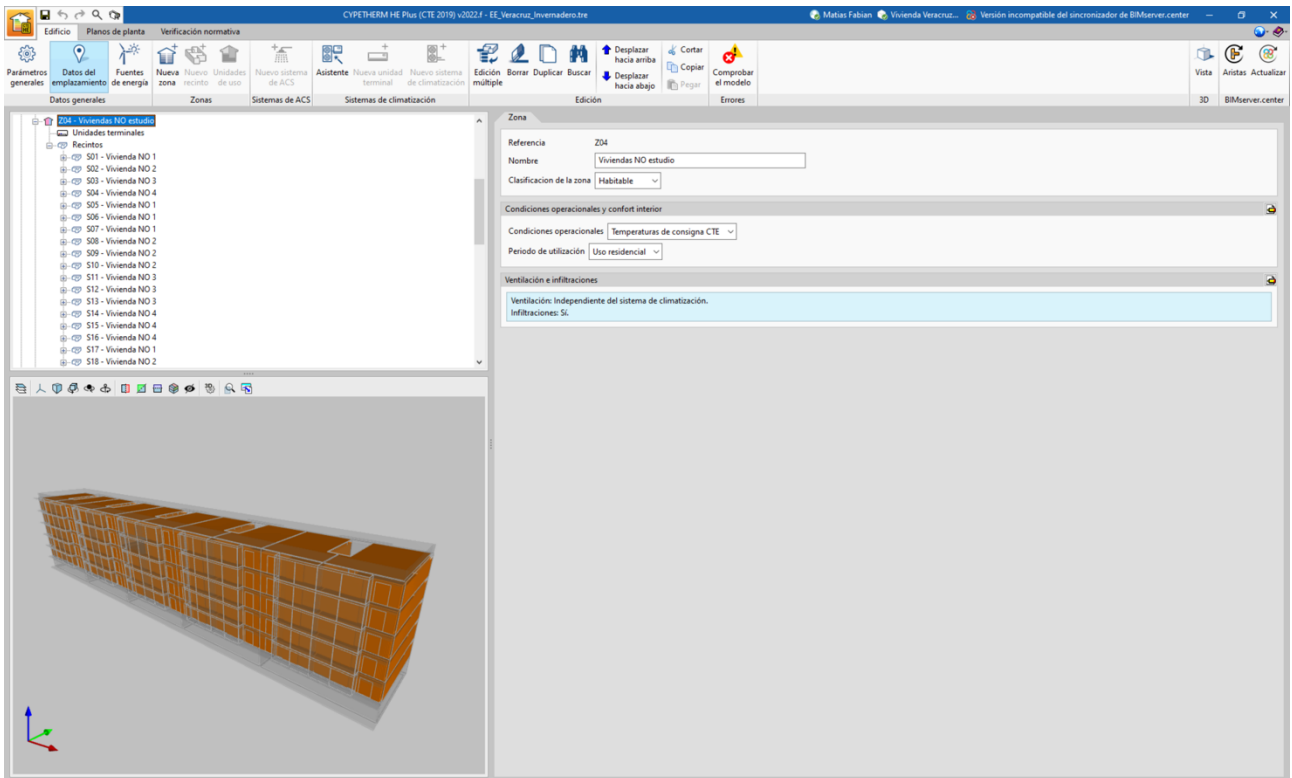 CYPETHERM HE Plus (CTE 2019) v2022.f - EE_Veracruz_Invernadero.tre
Matias Fabian
Vivienda Veracruz...
Versión incompatible del sincronizador de BIMserver.center
Edificio
Planos de planta
Verificación normativa
Parámetros generales
Datos del emplazamiento
Fuentes de energía
Nueva zona
Nuevo recinto
Unidades de uso
Nuevo sistema de ACS
Asistente
Nueva unidad terminal
Nuevo sistema de climatización
Edición múltiple
Borrar
Duplicar
Buscar
Desplazar hacia arriba
Desplazar hacia abajo
Cortar
Copiar
Pegar
Comprobar el modelo
Vista
Aristas
Actualizar
Datos generales
Zonas
Sistemas de ACS
Sistemas de climatización
Edición
Errores
3D
BIMserver.center
Z04 - Viviendas NO estudio
Unidades terminales
Recintos
S01 - Vivienda NO 1
S02 - Vivienda NO 2
S03 - Vivienda NO 3
S04 - Vivienda NO 4
S05 - Vivienda NO 1
S06 - Vivienda NO 1
S07 - Vivienda NO 1
S08 - Vivienda NO 2
S09 - Vivienda NO 2
S10 - Vivienda NO 2
S11 - Vivienda NO 3
S12 - Vivienda NO 3
S13 - Vivienda NO 3
S14 - Vivienda NO 4
S15 - Vivienda NO 4
S16 - Vivienda NO 4
S17 - Vivienda NO 1
S18 - Vivienda NO 2
Zona
Referencia Z04
Nombre Viviendas NO estudio
Clasificacion de la zona Habitable
Condiciones operacionales y confort interior
Condiciones operacionales Temperaturas de consigna CTE
Periodo de utilización Uso residencial
Ventilación e infiltraciones
Ventilación: Independiente del sistema de climatización.
Infiltraciones: Sí.